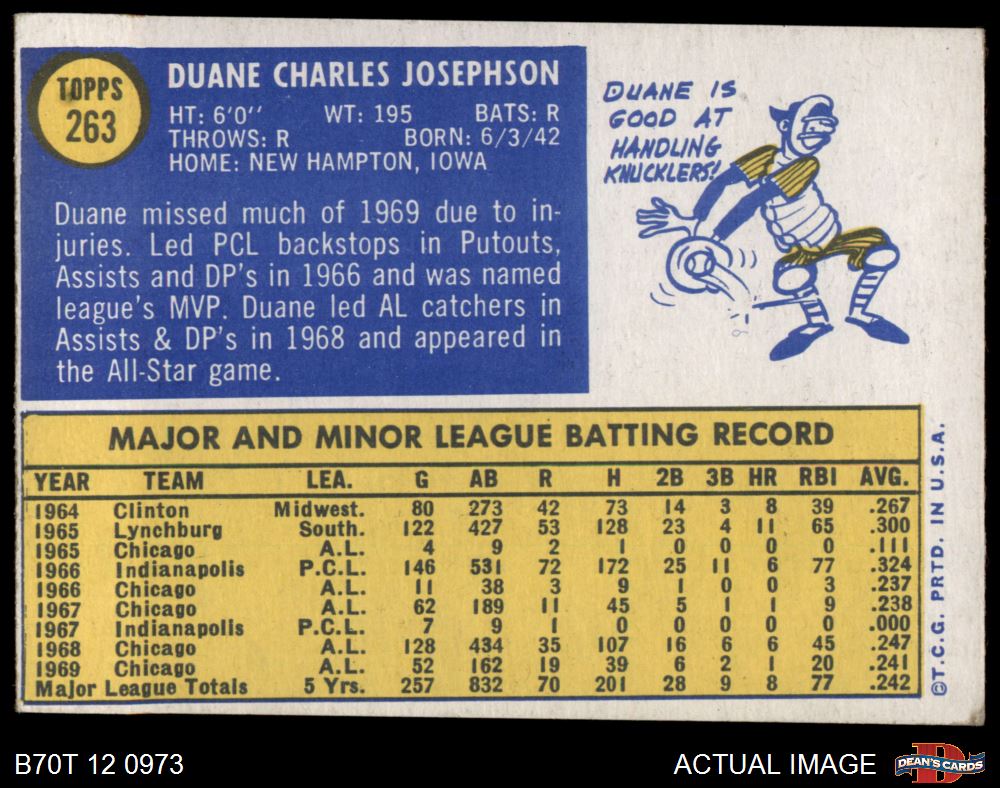 TOPPS
263
DUANE CHARLES JOSEPHSON
HT: 6'0'' WT: 195 BATS: R
THROWS: R BORN: 6/3/42
HOME: NEW HAMPTON, IOWA
Duane missed much of 1969 due to in-
juries. Led PCL backstops in Putouts,
Assists and DP's in 1966 and was named
league's MVP. Duane led AL catchers in
Assists & DP's in 1968 and appeared in
the All-Star game.
DUANE IS
GOOD AT
HANDLING
KNUCKLERS!
MAJOR AND MINOR LEAGUE BATTING RECORD
YEAR TEAM LEA. G AB R H 2B 3B HR RBI AVG.
1964 Clinton Midwest. 80 273 42 73 14 3 8 39 .267
1965 Lynchburg South. 122 427 53 128 23 4 11 65 .300
1965 Chicago A.L. 4 9 2 1 0 0 0 0 .111
1966 Indianapolis P.C.L. 146 531 72 172 25 11 6 77 .324
1966 Chicago A.L. 11 38 3 9 1 0 0 3 .237
1967 Chicago A.L. 62 189 11 45 5 1 1 9 .238
1967 Indianapolis P.C.L. 7 9 1 0 0 0 0 0 .000
1968 Chicago A.L. 128 434 35 107 16 6 6 45 .247
1969 Chicago A.L. 52 162 19 39 6 2 1 20 .241
Major League Totals 5 Yrs. 257 832 70 201 28 9 8 77 .242
©T.C.G. PRTD. IN U.S.A.
B70T 12 0973
ACTUAL IMAGE
DEAN'S CARDS